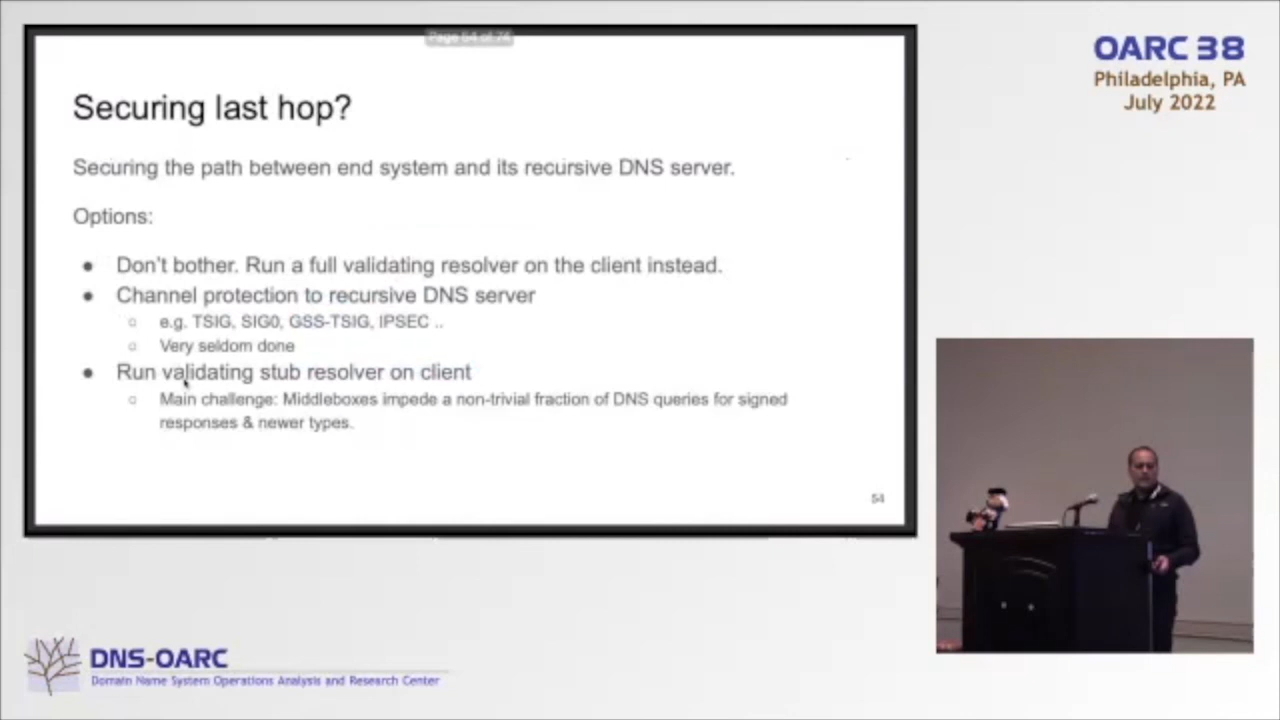 Page 54 of 74
OARC 38
Philadelphia, PA
July 2022
Securing last hop?
Securing the path between end system and its recursive DNS server.
Options:
● Don't bother. Run a full validating resolver on the client instead.
● Channel protection to recursive DNS server
○ e.g. TSIG, SIG0, GSS-TSIG, IPSEC ..
○ Very seldom done
● Run validating stub resolver on client
○ Main challenge: Middleboxes impede a non-trivial fraction of DNS queries for signed
responses & newer types.
54
DNS-OARC
Domain Name System Operations Analysis and Research Center